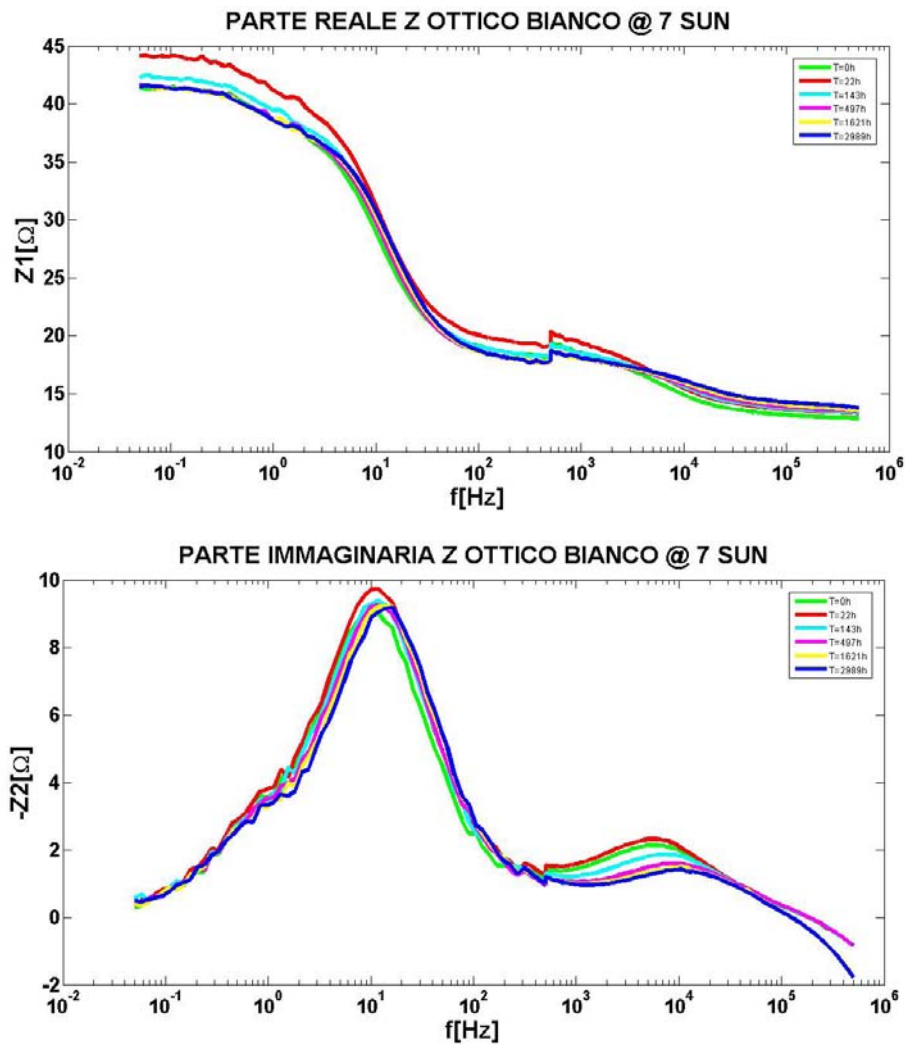 PARTE REALE Z OTTICO BIANCO @ 7 SUN
45
40
35
30
25
20
15
10
Z1[Ω]
T=0h
T=22h
T=143h
T=497h
T=1621h
T=2989h
10-2 10-1 100 101 102 103 104 105 106
f[Hz]
PARTE IMMAGINARIA Z OTTICO BIANCO @ 7 SUN
10
8
6
4
2
0
-2
-Z2[Ω]
T=0h
T=22h
T=143h
T=497h
T=1621h
T=2989h
10-2 10-1 100 101 102 103 104 105 106
f[Hz]